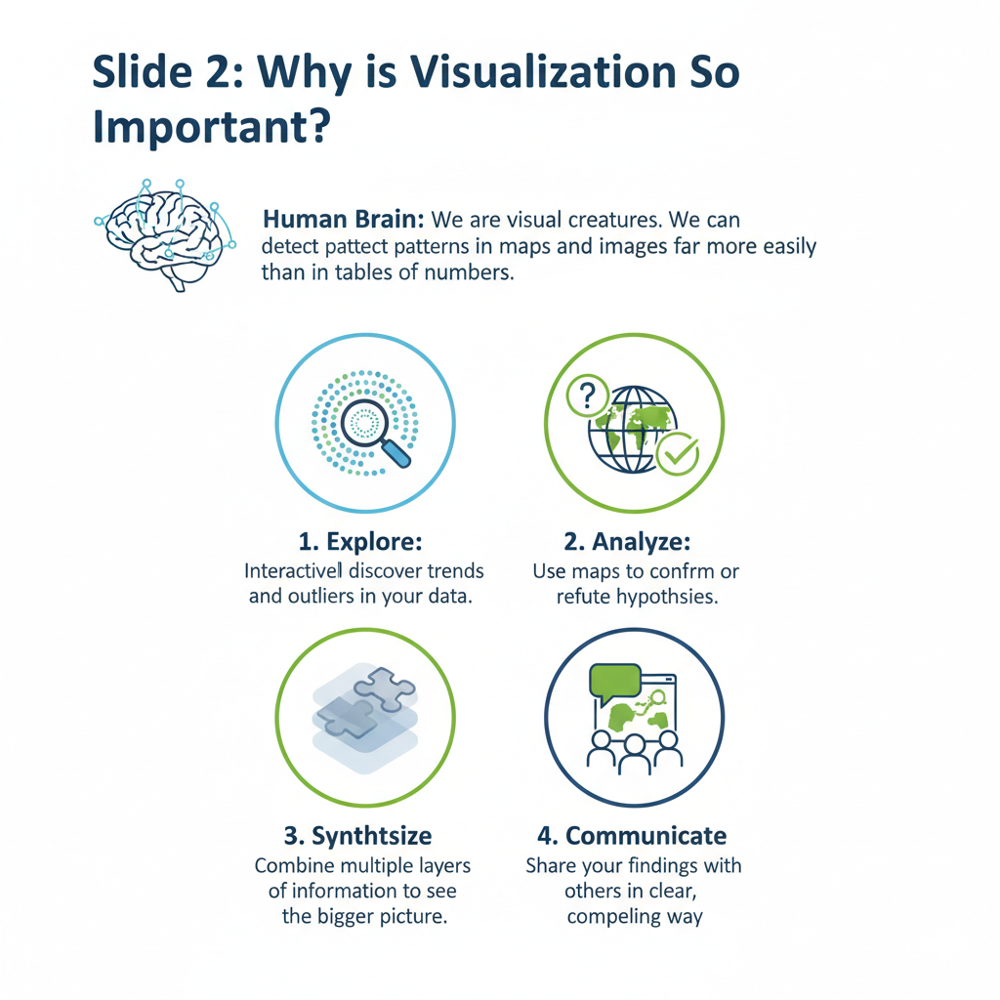 Slide 2: Why is Visualization So
Important?
Human Brain: We are visual creatures. We can
detect pattect patterns in maps and images far more easily
than in tables of numbers.
?
1. Explore:
Interactivel discover trends
and outliers in your data.
2. Analyze:
Use maps to confrm or
refute hypothsies.
3. Synthtsize
Combine multiple layers
of information to see
the bigger picture.
4. Communicate
Share your findings with
others in clear,
compeling way